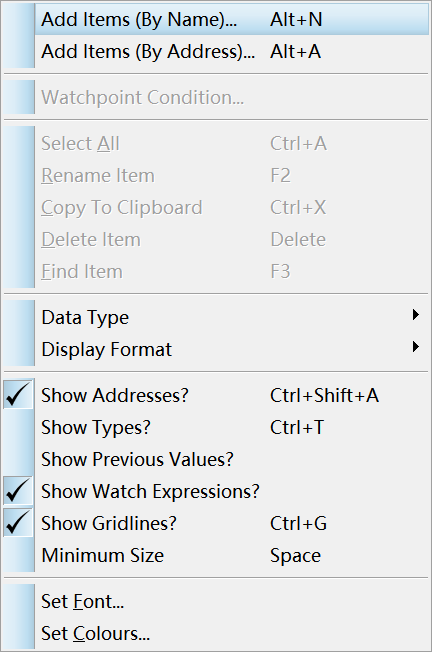 Add Items (By Name)... Alt+N
Add Items (By Address)... Alt+A
Watchpoint Condition...
Select All Ctrl+A
Rename Item F2
Copy To Clipboard Ctrl+X
Delete Item Delete
Find Item F3
Data Type
Display Format
Show Addresses? Ctrl+Shift+A
Show Types? Ctrl+T
Show Previous Values?
Show Watch Expressions?
Show Gridlines? Ctrl+G
Minimum Size Space
Set Font...
Set Colours...